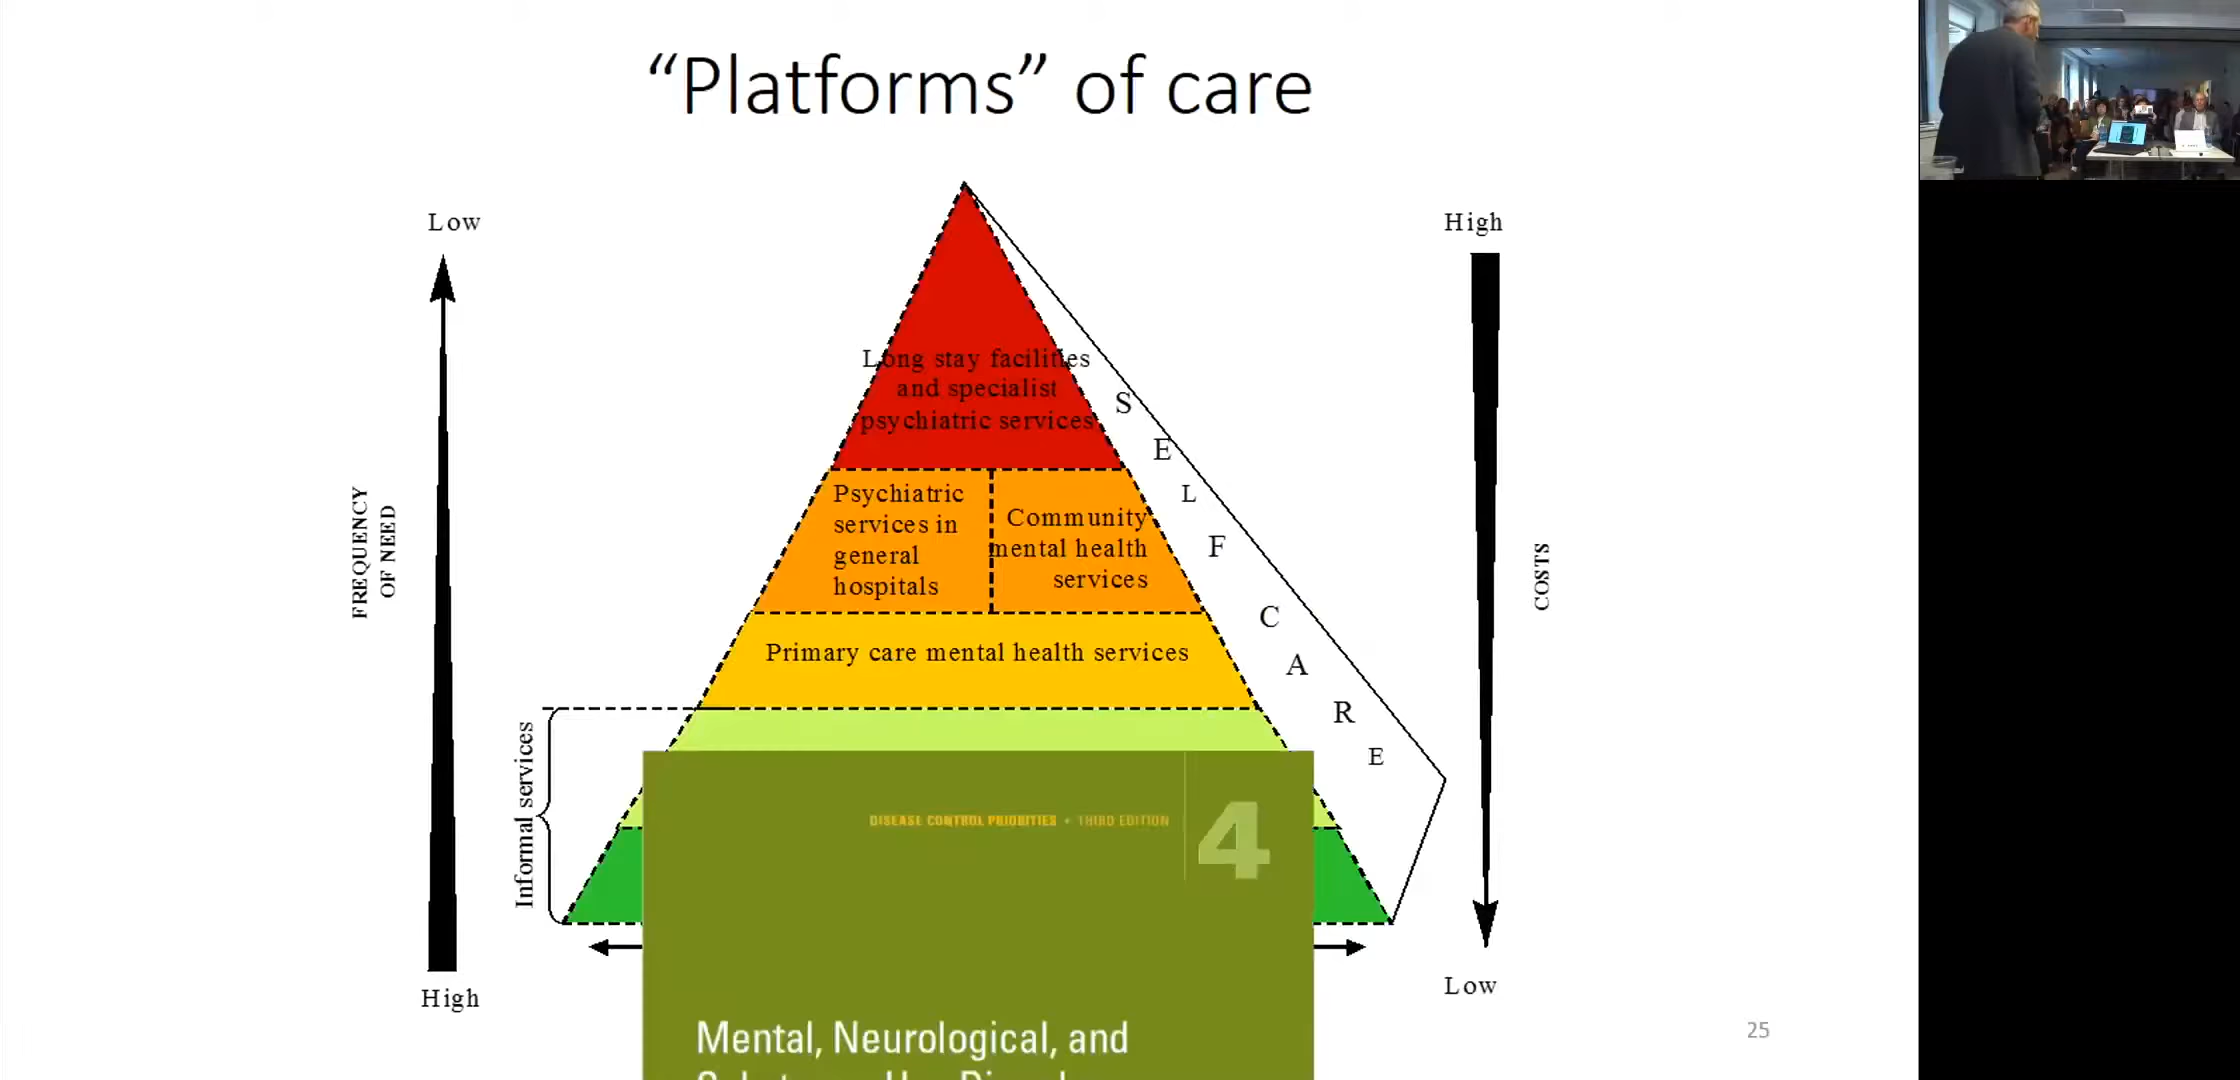 “Platforms” of care
Low
High
Long stay facilities
and specialist
psychiatric services
S
E
L
F
C
A
R
E
Psychiatric
services in
general
hospitals
Community
mental health
services
FREQUENCY
OF NEED
COSTS
Primary care mental health services
Informal services
DISEASE CONTROL PRIORITIES • THIRD EDITION
4
High
Low
Mental, Neurological, and
25